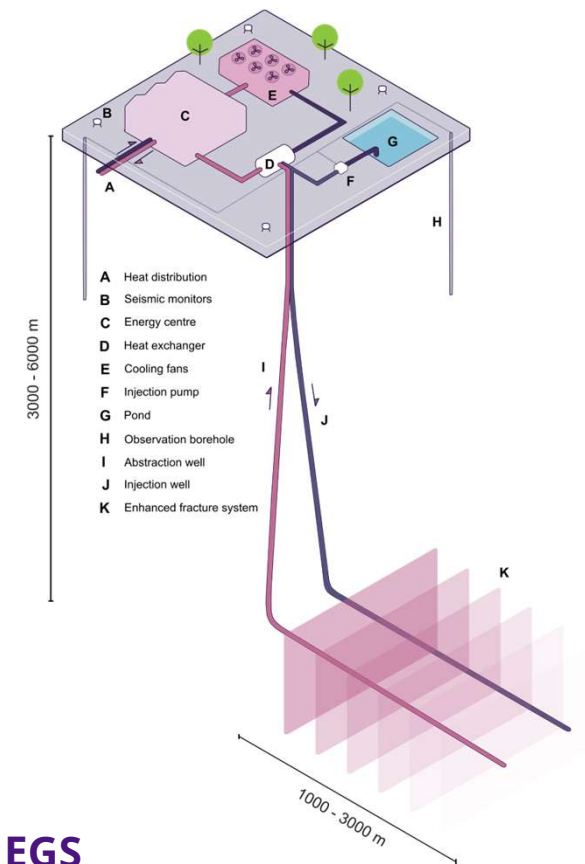 E
B
C
G
D
A
F
H
A Heat distribution
B Seismic monitors
C Energy centre
D Heat exchanger
E Cooling fans
F Injection pump
G Pond
H Observation borehole
I Abstraction well
J Injection well
K Enhanced fracture system
3000 - 6000 m
I
J
K
1000 - 3000 m
EGS